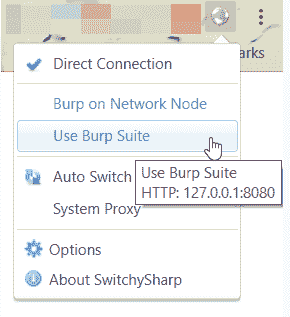 arks
Direct Connection
Burp on Network Node
Use Burp Suite
Use Burp Suite
HTTP: 127.0.0.1:8080
Auto Switch
System Proxy
Options
About SwitchySharp